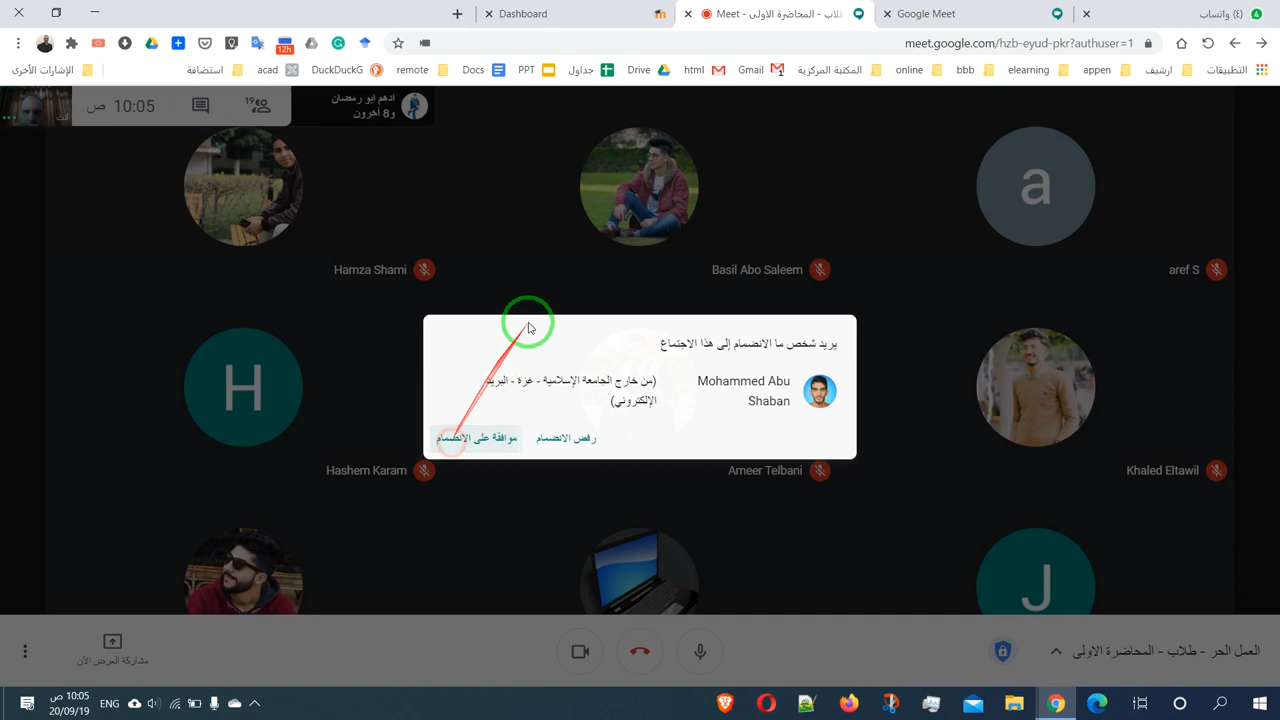 واتساب (٤)
Google Meet
Meet - طلاب - المحاضرة الاولى
Dashboard
meet.google.com/hzb-eyud-pkr?authuser=1
12h
التطبيقات
ارشيف
appen
elearning
bbb
online
المكتبة المركزية
Gmail
html
Drive
جداول
PPT
Docs
remote
DuckDuckG
acad
استضافة
الإشارات الأخرى
ادهم ابو رمضان
و8 آخرون
19
10:05 ص
أنت
a
aref S
Basil Abo Saleem
Hamza Shami
يريد شخص ما الانضمام إلى هذا الاجتماع
Mohammed Abu
Shaban
(من خارج الجامعة الإسلامية - غزة - البريد
الإلكتروني)
رفض الانضمام
موافقة على الانضمام
H
Khaled Eltawil
Ameer Telbani
Hashem Karam
J
العمل الحر - طلاب - المحاضرة الاولى
مشاركة العرض الآن
10:05 ص
20/09/19
ENG